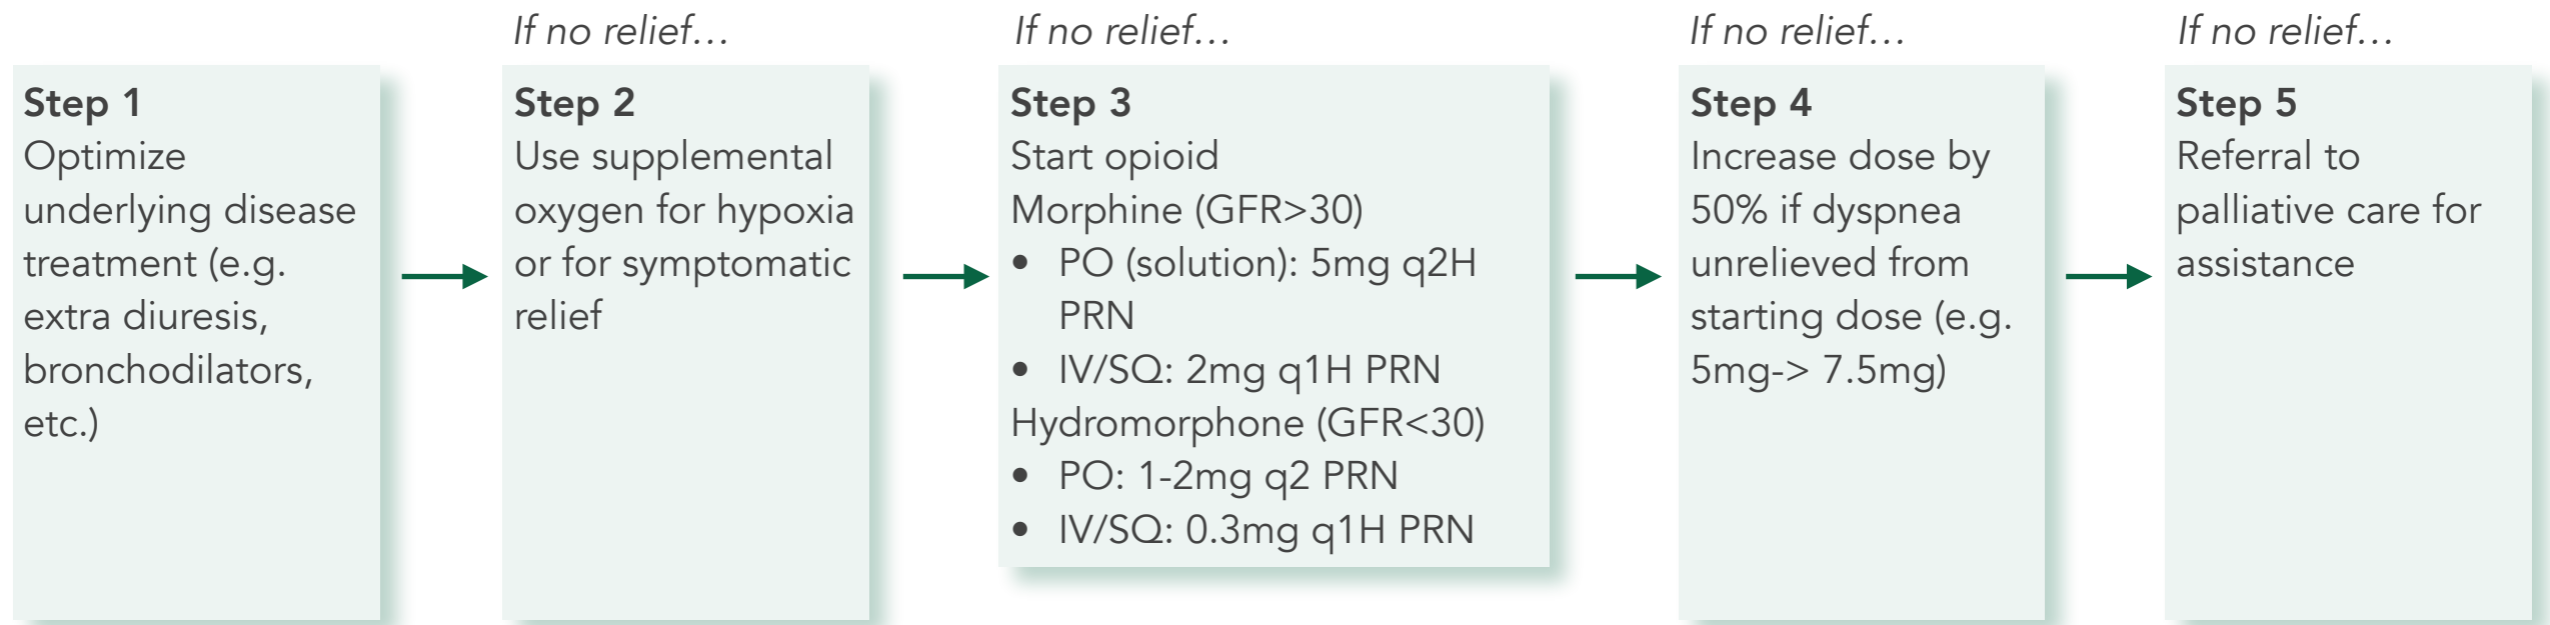 Step 1
Optimize
underlying disease
treatment (e.g.
extra diuresis,
bronchodilators,
etc.)
If no relief…
Step 2
Use supplemental
oxygen for hypoxia
or for symptomatic
relief
If no relief…
Step 3
Start opioid
Morphine (GFR>30)
• PO (solution): 5mg q2H
PRN
• IV/SQ: 2mg q1H PRN
Hydromorphone (GFR<30)
• PO: 1-2mg q2 PRN
• IV/SQ: 0.3mg q1H PRN
If no relief…
Step 4
Increase dose by
50% if dyspnea
unrelieved from
starting dose (e.g.
5mg-> 7.5mg)
If no relief…
Step 5
Referral to
palliative care for
assistance